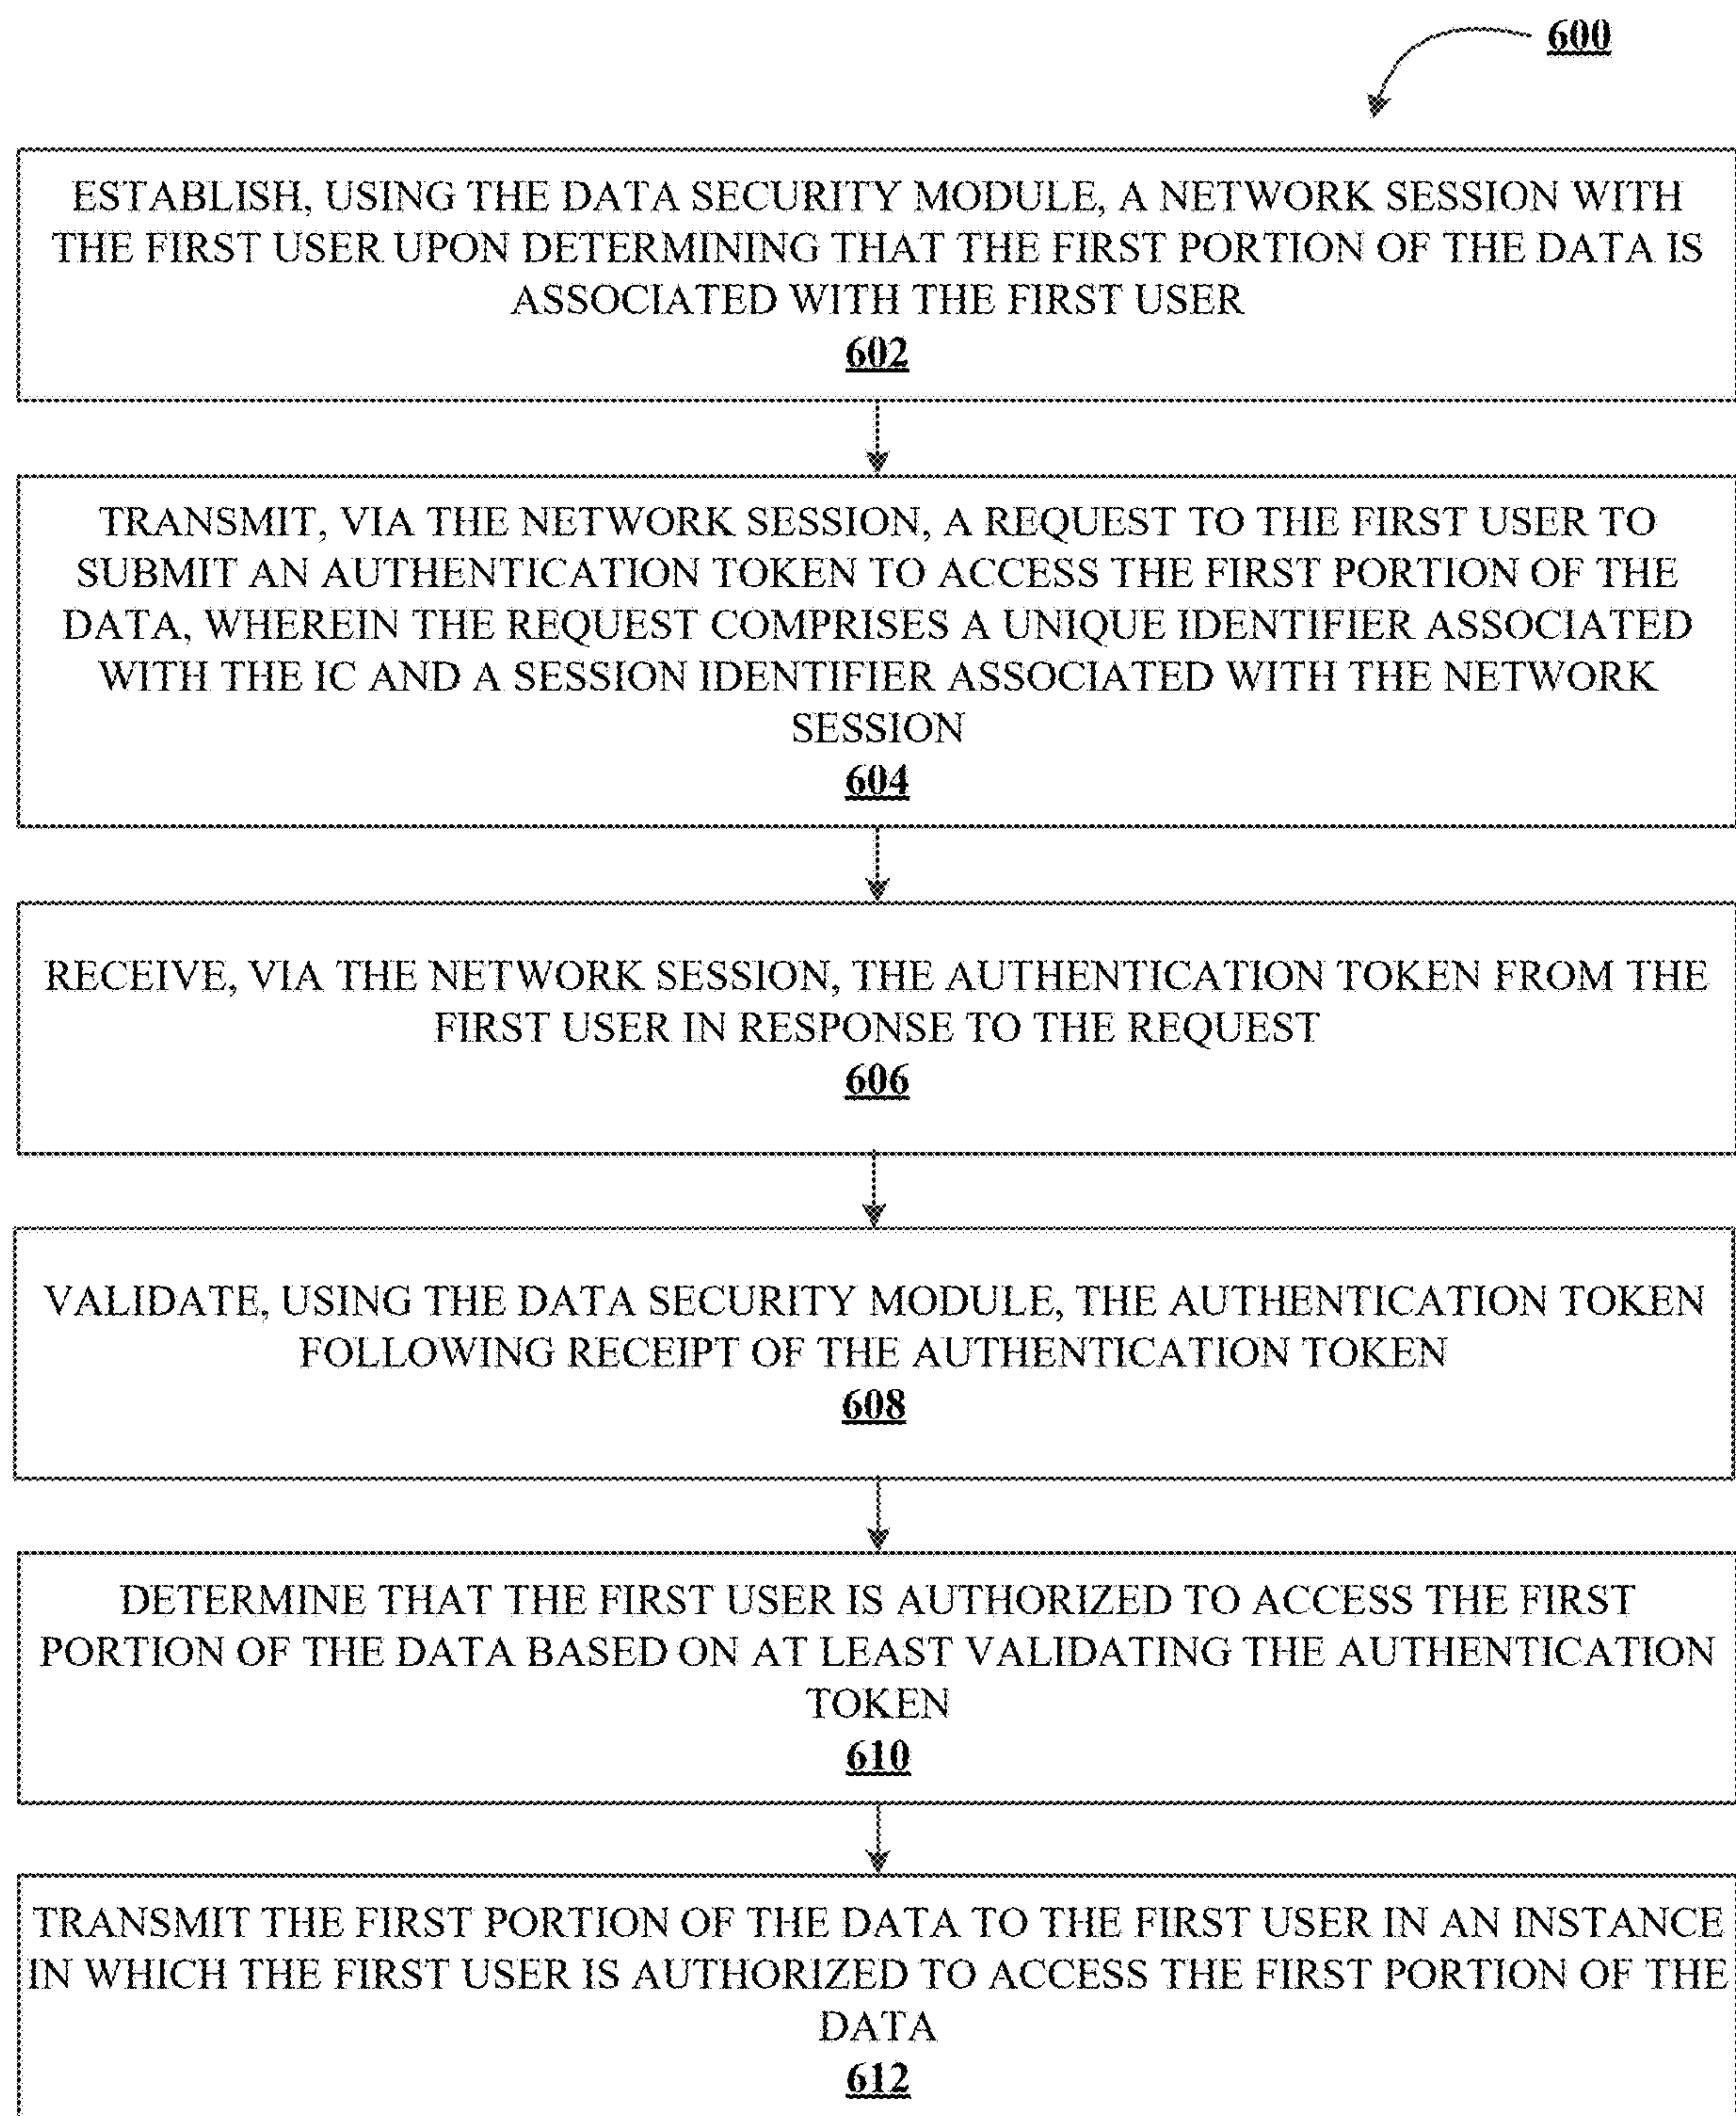 600
ESTABLISH, USING THE DATA SECURITY MODULE, A NETWORK SESSION WITH
THE FIRST USER UPON DETERMINING THAT THE FIRST PORTION OF THE DATA IS
ASSOCIATED WITH THE FIRST USER
602
TRANSMIT, VIA THE NETWORK SESSION, A REQUEST TO THE FIRST USER TO
SUBMIT AN AUTHENTICATION TOKEN TO ACCESS THE FIRST PORTION OF THE
DATA, WHEREIN THE REQUEST COMPRISES A UNIQUE IDENTIFIER ASSOCIATED
WITH THE IC AND A SESSION IDENTIFIER ASSOCIATED WITH THE NETWORK
SESSION
604
RECEIVE, VIA THE NETWORK SESSION, THE AUTHENTICATION TOKEN FROM THE
FIRST USER IN RESPONSE TO THE REQUEST
606
VALIDATE, USING THE DATA SECURITY MODULE, THE AUTHENTICATION TOKEN
FOLLOWING RECEIPT OF THE AUTHENTICATION TOKEN
608
DETERMINE THAT THE FIRST USER IS AUTHORIZED TO ACCESS THE FIRST
PORTION OF THE DATA BASED ON AT LEAST VALIDATING THE AUTHENTICATION
TOKEN
610
TRANSMIT THE FIRST PORTION OF THE DATA TO THE FIRST USER IN AN INSTANCE
IN WHICH THE FIRST USER IS AUTHORIZED TO ACCESS THE FIRST PORTION OF THE
DATA
612